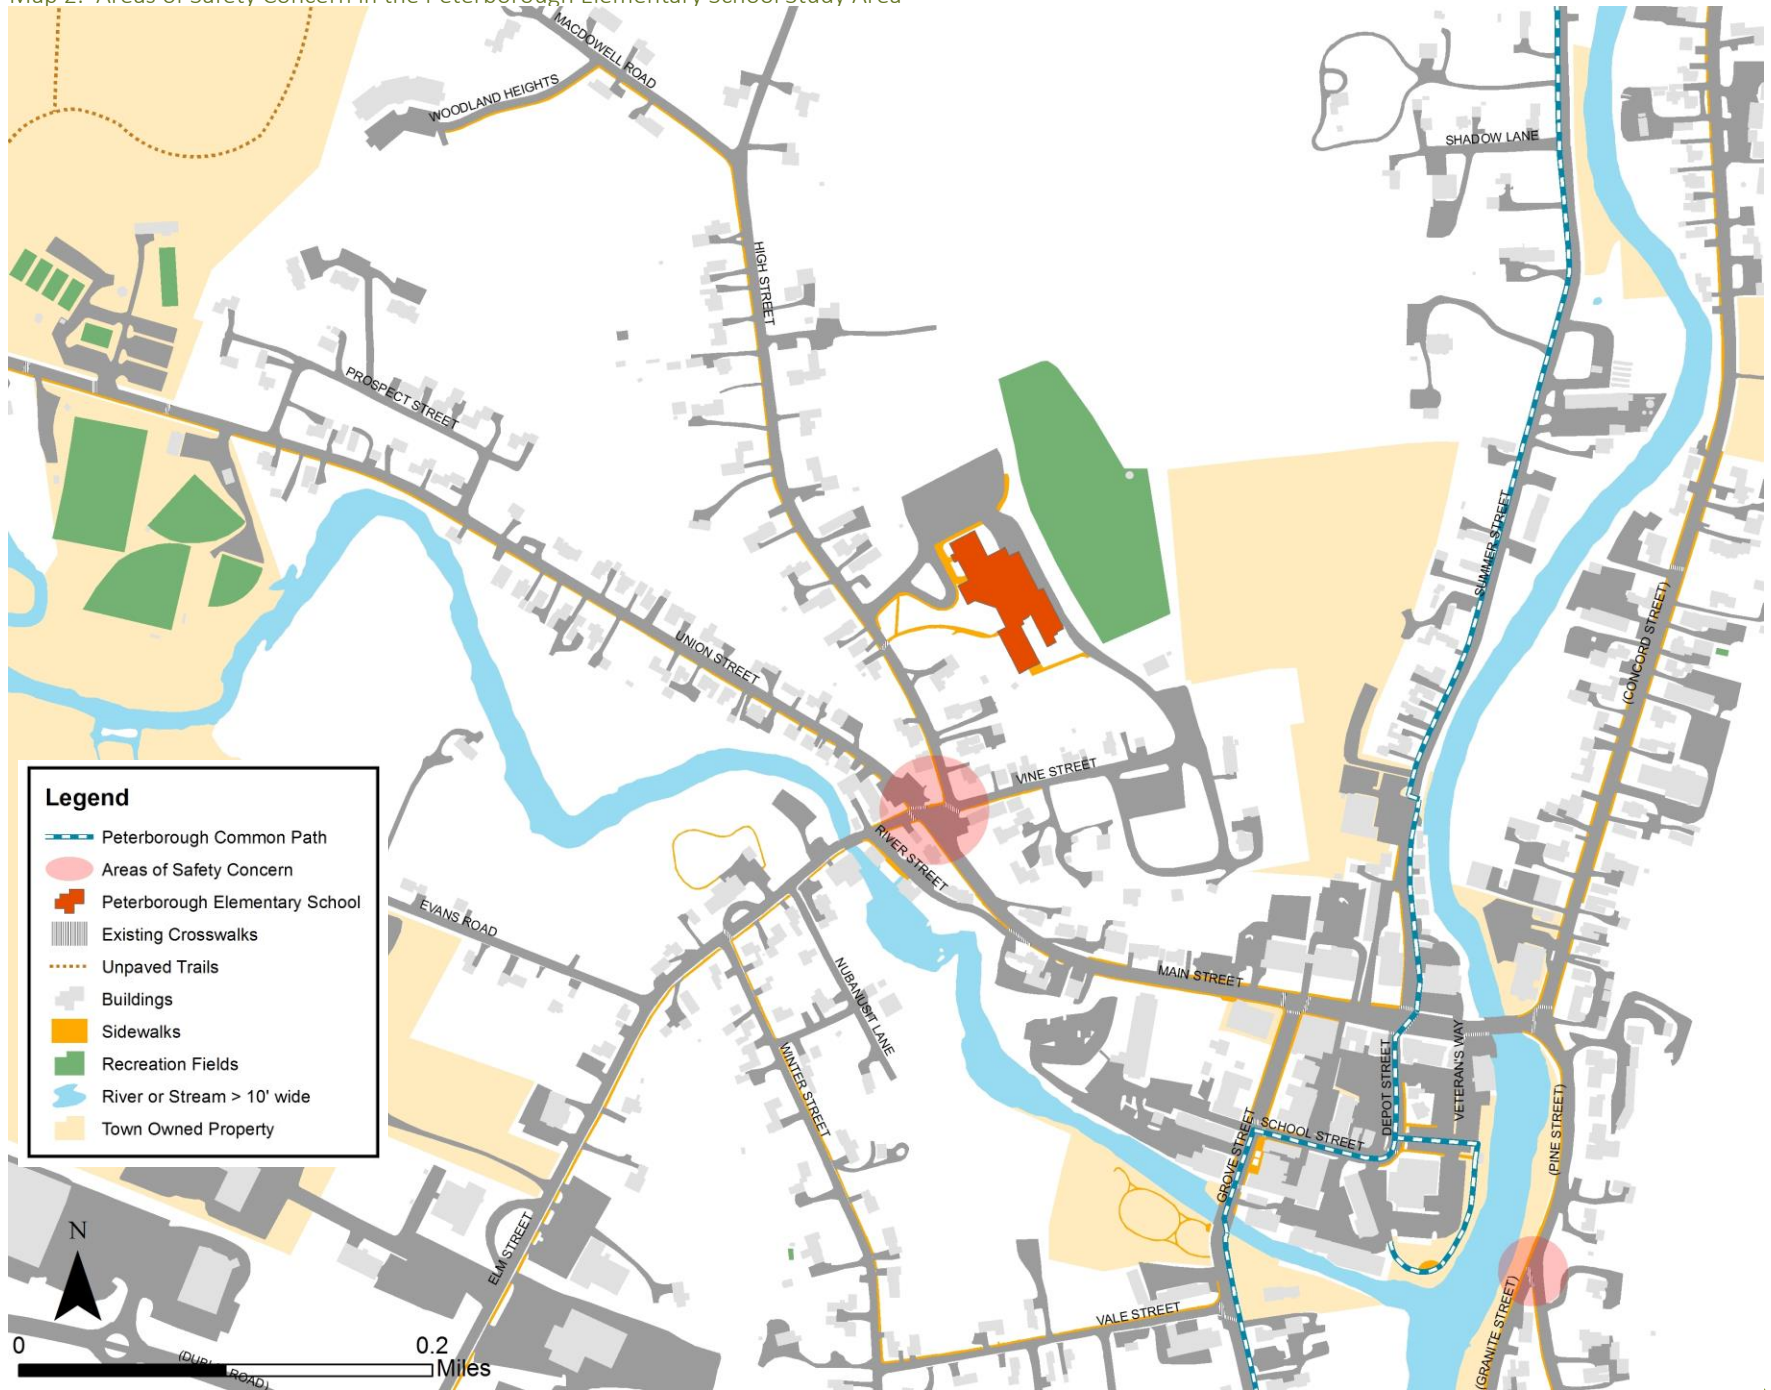 Map 2: Areas of Safety Concern in the Peterborough Elementary School Study Area
MACDOWELL ROAD
WOODLAND HEIGHTS
SHADOW LANE
HIGH STREET
PROSPECT STREET
SUMMER STREET
UNION STREET
(CONCORD STREET)
VINE STREET
RIVER STREET
EVANS ROAD
NUBANUSIT LANE
MAIN STREET
WINTER STREET
DEPOT STREET
VETERAN'S WAY
GROVE STREET
SCHOOL STREET
(PINE STREET)
ELM STREET
VALE STREET
(GRANITE STREET)
(DUBLIN ROAD)
Legend
Peterborough Common Path
Areas of Safety Concern
Peterborough Elementary School
Existing Crosswalks
Unpaved Trails
Buildings
Sidewalks
Recreation Fields
River or Stream > 10' wide
Town Owned Property
N
0 0.2
Miles